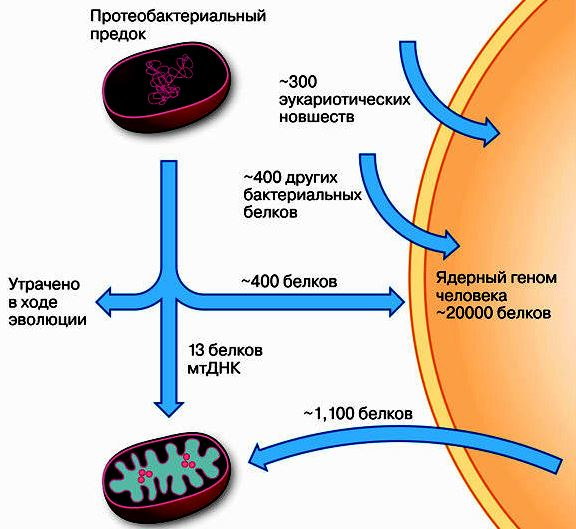 Протеобактериальный
предок
~300
эукариотических
новшеств
~400 других
бактериальных
белков
Утрачено
в ходе
эволюции
~400 белков
Ядерный геном
человека
~20000 белков
13 белков
мтДНК
~1,100 белков